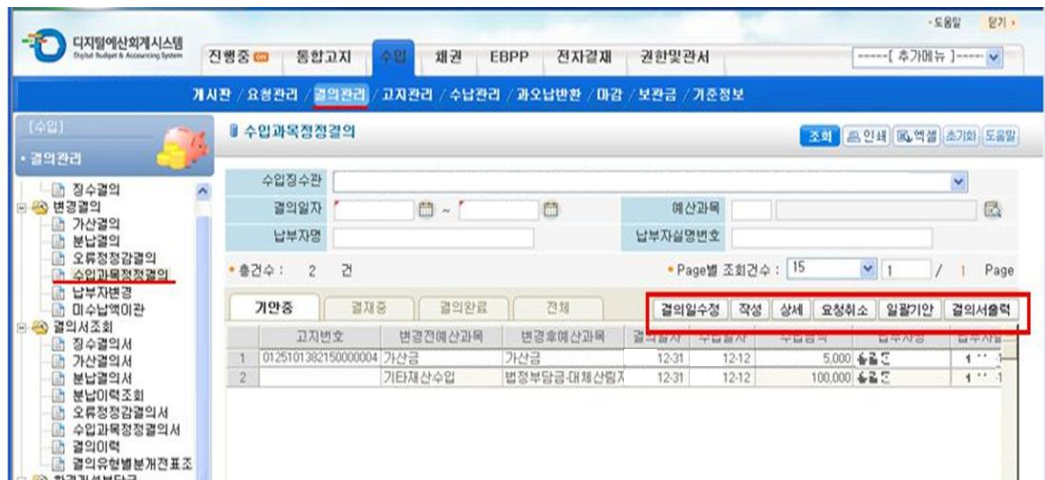 도움말 닫기
디지털예산회계시스템
Digital Budget & Accounting System
진행중 통합고지 수입 채권 EBPP 전자결재 권한및관서 -----[ 추가메뉴 ]-----
게시판 / 요청관리 / 결의관리 / 고지관리 / 수납관리 / 과오납반환 / 마감 / 보관금 / 기준정보
[수입]
• 결의관리
수입과목정정결의
조회 인쇄 엑셀 초기화 도움말
징수결의
변경결의
가산결의
분납결의
오류정정감결의
수입과목정정결의
납부자변경
미수납액이관
결의서조회
징수결의서
가산결의서
분납결의서
분납이력조회
오류정정감결의서
수입과목정정결의서
결의이력
결의유형별분개전표조
수입징수관
결의일자 ~ 예산과목
납부자명 납부자실명번호
• 총건수 : 2 건 • Page별 조회건수 : 15 1 / 1 Page
기안중 결재중 결의완료 전체
결의일수정 작성 상세 요청취소 일괄기안 결의서출력
고지번호 변경전예산과목 변경후예산과목
1 0125101382150000004 가산금 가산금 12-31 12-12 5,000
2 기타재산수입 법정부담금·대체산림자 12-31 12-12 100,000